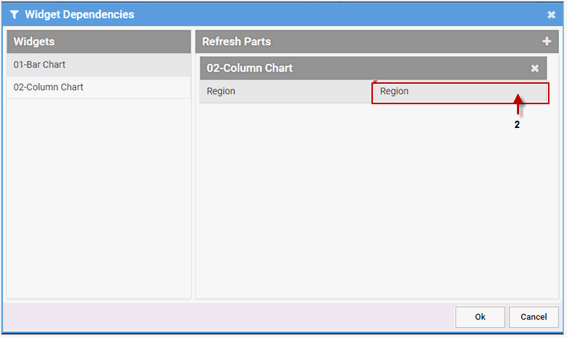 Widget Dependencies
Widgets
01-Bar Chart
02-Column Chart
Refresh Parts
02-Column Chart
Region Region
2
Ok Cancel